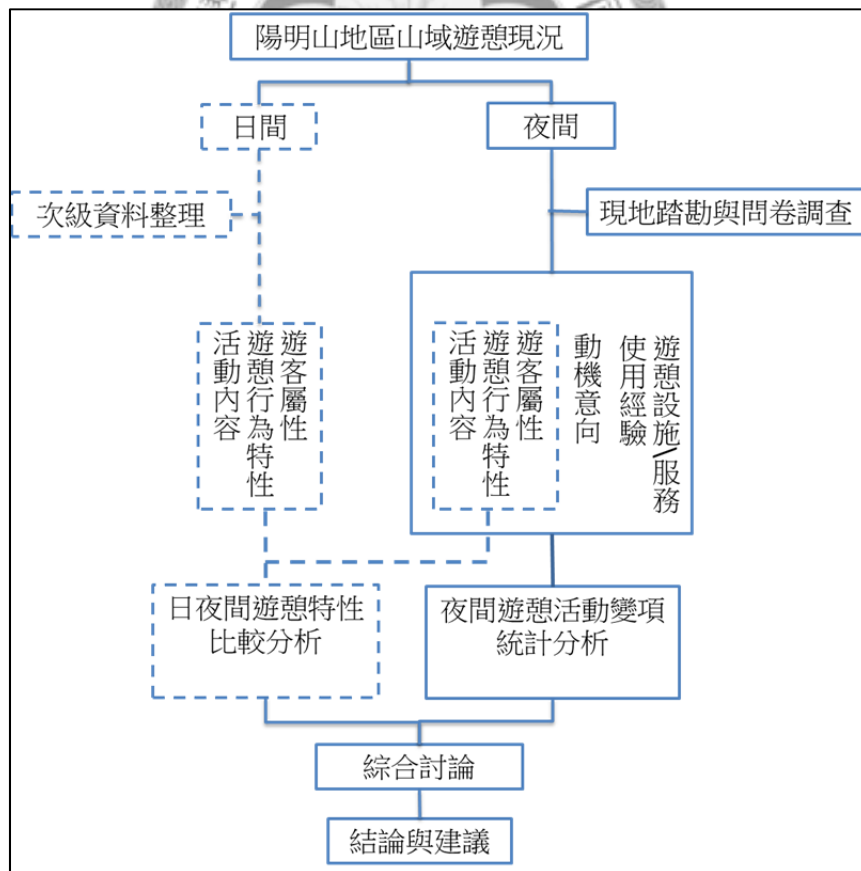 陽明山地區山域遊憩現況
日間
夜間
次級資料整理
現地踏勘與問卷調查
遊客屬性
遊憩行為特性
活動內容
遊憩設施\服務
使用經驗
動機意向
遊客屬性
遊憩行為特性
活動內容
日夜間遊憩特性
比較分析
夜間遊憩活動變項
統計分析
綜合討論
結論與建議